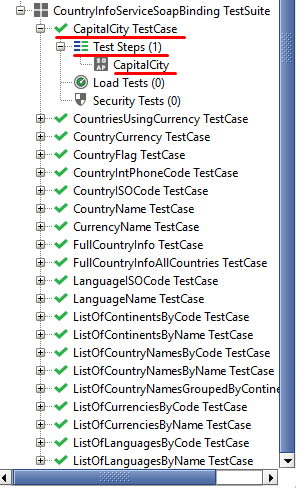 CountryInfoServiceSoapBinding TestSuite
CapitalCity TestCase
Test Steps (1)
SOAP CapitalCity
Load Tests (0)
Security Tests (0)
CountriesUsingCurrency TestCase
CountryCurrency TestCase
CountryFlag TestCase
CountryIntPhoneCode TestCase
CountryISOCode TestCase
CountryName TestCase
CurrencyName TestCase
FullCountryInfo TestCase
FullCountryInfoAllCountries TestCase
LanguageISOCode TestCase
LanguageName TestCase
ListOfContinentsByCode TestCase
ListOfContinentsByName TestCase
ListOfCountryNamesByCode TestCase
ListOfCountryNamesByName TestCase
ListOfCountryNamesGroupedByContine
ListOfCurrenciesByCode TestCase
ListOfCurrenciesByName TestCase
ListOfLanguagesByCode TestCase
ListOfLanguagesByName TestCase